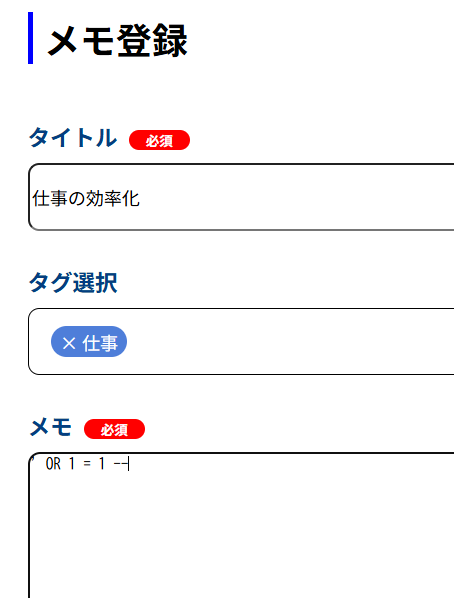 メモ登録
タイトル 必須
仕事の効率化
タグ選択
× 仕事
メモ 必須
' OR 1 = 1 --